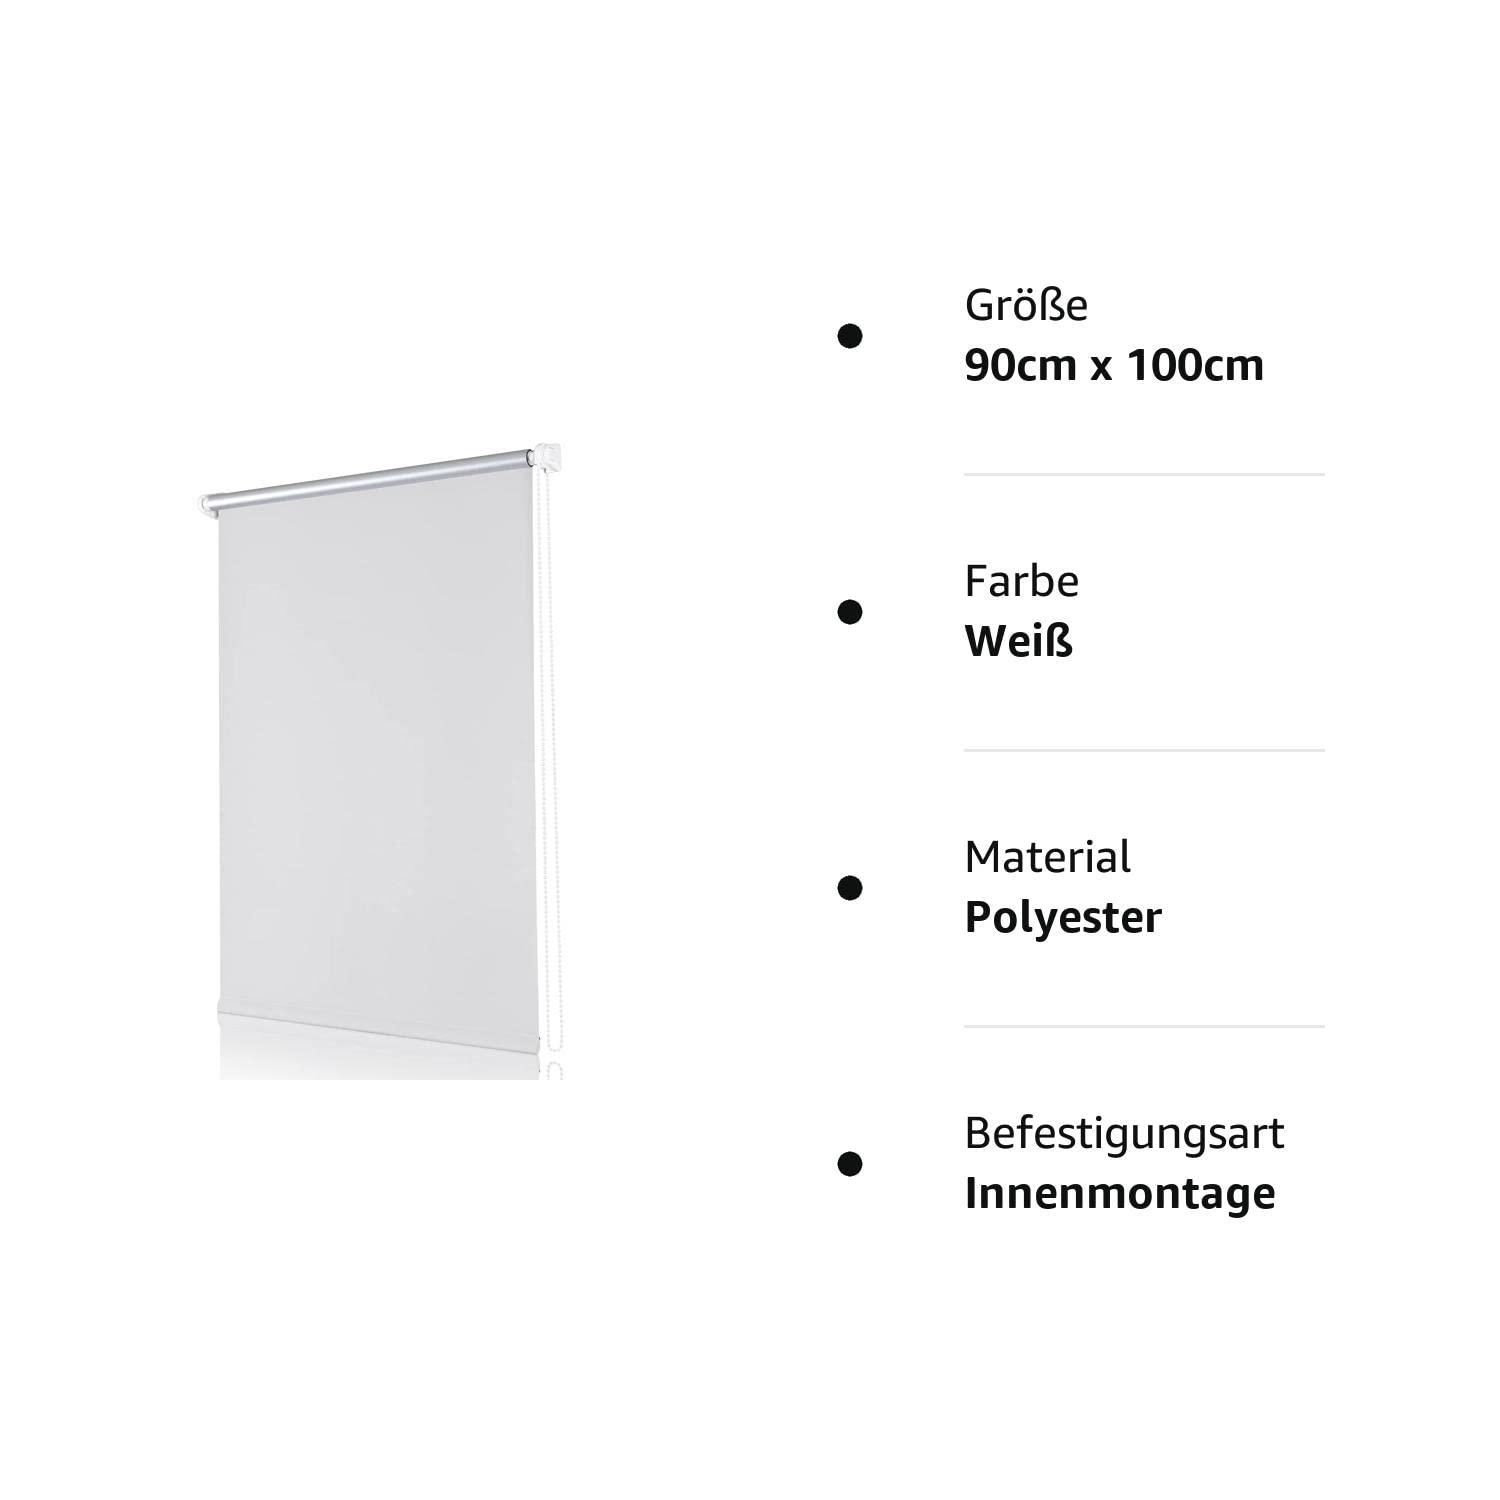 Größe
90cm x 100cm
Farbe
Weiß
Material
Polyester
Befestigungsart
Innenmontage